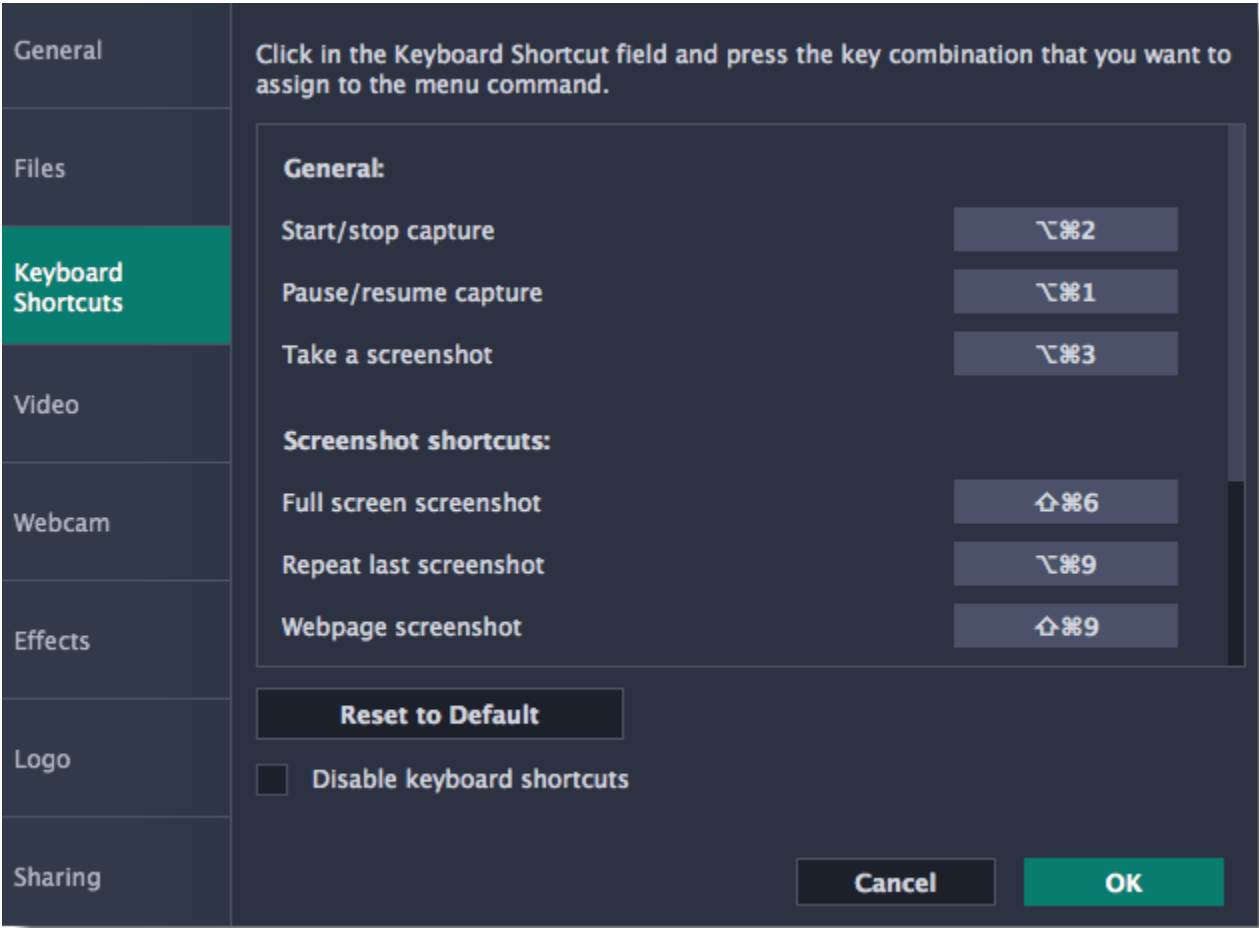 General
Files
Keyboard
Shortcuts
Video
Webcam
Effects
Logo
Sharing
Click in the Keyboard Shortcut field and press the key combination that you want to
assign to the menu command.
General:
Start/stop capture ⌥⌘2
Pause/resume capture ⌥⌘1
Take a screenshot ⌥⌘3
Screenshot shortcuts:
Full screen screenshot ⇧⌘6
Repeat last screenshot ⌥⌘9
Webpage screenshot ⇧⌘9
Reset to Default
Disable keyboard shortcuts
Cancel OK